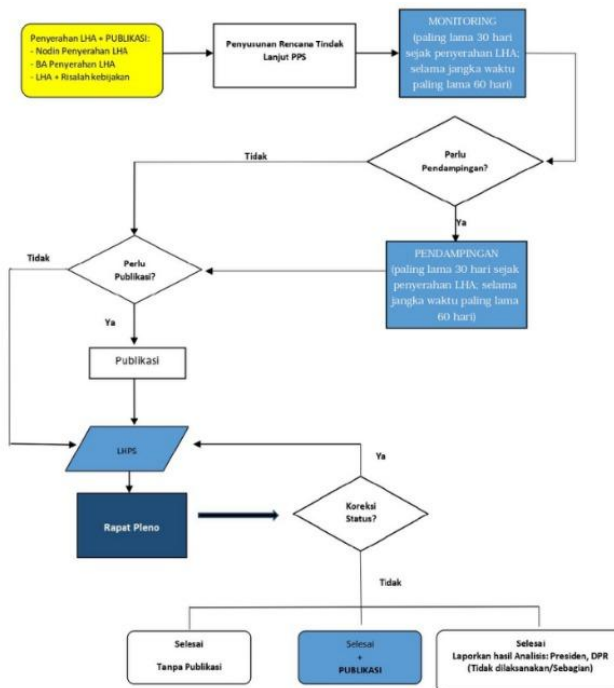 Penyerahan LHA + PUBLIKASI:
- Nodin Penyerahan LHA
- BA Penyerahan LHA
- LHA + Risalah kebijakan
Penyusunan Rencana Tindak
Lanjut PPS
MONITORING
(paling lama 30 hari
sejak penyerahan LHA;
selama jangka waktu
paling lama 60 hari)
Perlu
Pendampingan?
Tidak
Ya
PENDAMPINGAN
(paling lama 30 hari sejak
penyerahan LHA; selama
jangka waktu paling lama
60 hari)
Perlu
Publikasi?
Tidak
Ya
Publikasi
LHPS
Rapat Pleno
Koreksi
Status?
Ya
Tidak
Selesai
Tanpa Publikasi
Selesai
+
PUBLIKASI
Selesai
Laporkan hasil Analisis: Presiden, DPR
(Tidak dilaksanakan/Sebagian)